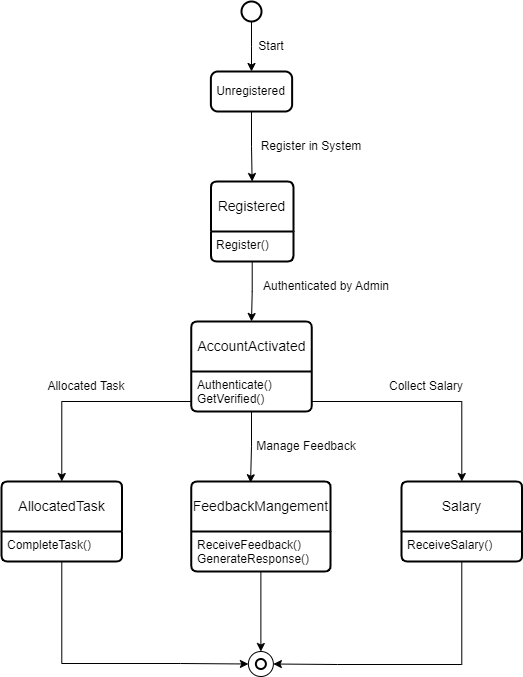 Start
Unregistered
Register in System
Registered
Register()
Authenticated by Admin
AccountActivated
Authenticate()
GetVerified()
Allocated Task
Collect Salary
Manage Feedback
AllocatedTask
CompleteTask()
FeedbackMangement
ReceiveFeedback()
GenerateResponse()
Salary
ReceiveSalary()